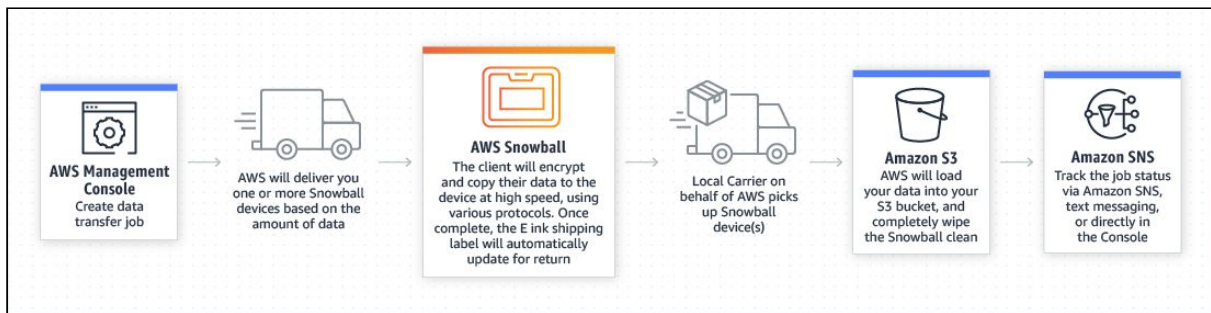 AWS Management
Console
Create data
transfer job
AWS will deliver you
one or more Snowball
devices based on the
amount of data
AWS Snowball
The client will encrypt
and copy their data to the
device at high speed, using
various protocols. Once
complete, the E ink shipping
label will automatically
update for return
Local Carrier on
behalf of AWS picks
up Snowball
device(s)
Amazon S3
AWS will load
your data into your
S3 bucket, and
completely wipe
the Snowball clean
Amazon SNS
Track the job status
via Amazon SNS,
text messaging,
or directly in
the Console